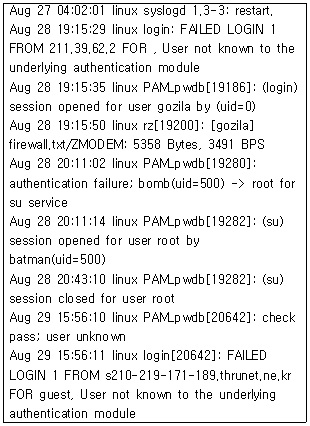 Aug 27 04:02:01 linux syslogd 1.3-3: restart.
Aug 28 19:15:29 linux login: FAILED LOGIN 1
FROM 211.39.62.2 FOR , User not known to the
underlying authentication module
Aug 28 19:15:35 linux PAM_pwdb[19186]: (login)
session opened for user gozila by (uid=0)
Aug 28 19:15:50 linux rz[19200]: [gozila]
firewall.txt/ZMODEM: 5358 Bytes, 3491 BPS
Aug 28 20:11:02 linux PAM_pwdb[19280]:
authentication failure; bomb(uid=500) -> root for
su service
Aug 28 20:11:14 linux PAM_pwdb[19282]: (su)
session opened for user root by
batman(uid=500)
Aug 28 20:43:10 linux PAM_pwdb[19282]: (su)
session closed for user root
Aug 29 15:56:10 linux PAM_pwdb[20642]: check
pass; user unknown
Aug 29 15:56:11 linux login[20642]: FAILED
LOGIN 1 FROM s210-219-171-189.thrunet.ne.kr
FOR guest, User not known to the underlying
authentication module